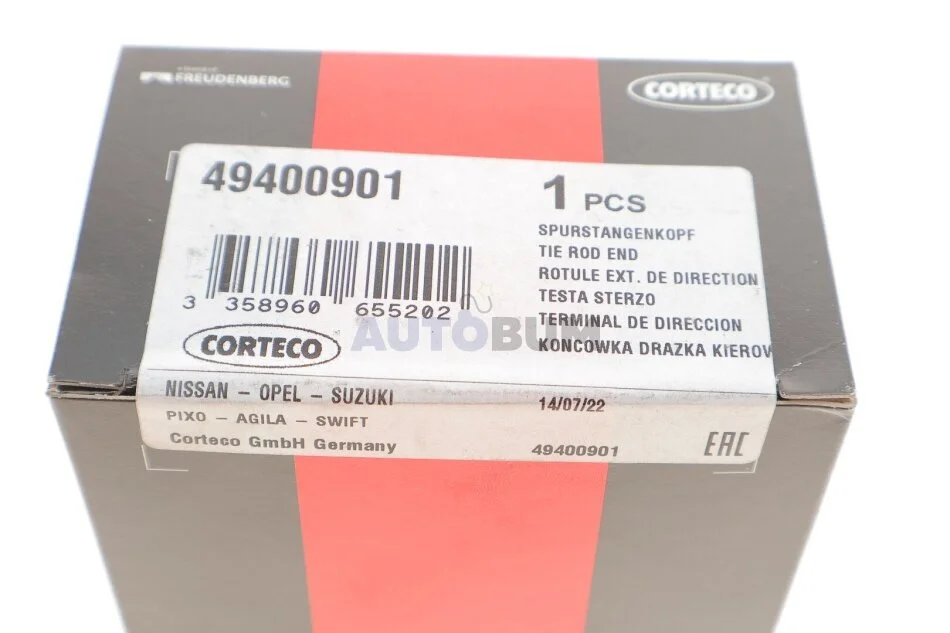 FREUDENBERG
CORTECO
49400901
1 PCS
SPURSTANGENKOPF
TIE ROD END
ROTULE EXT. DE DIRECTION
TESTA STERZO
TERMINAL DE DIRECCION
KONCOWKA DRAZKA KIEROW
3 358960 655202
AUTOBUM
CORTECO
NISSAN - OPEL - SUZUKI
14/07/22
PIXO - AGILA - SWIFT
Corteco GmbH Germany
49400901
EAC